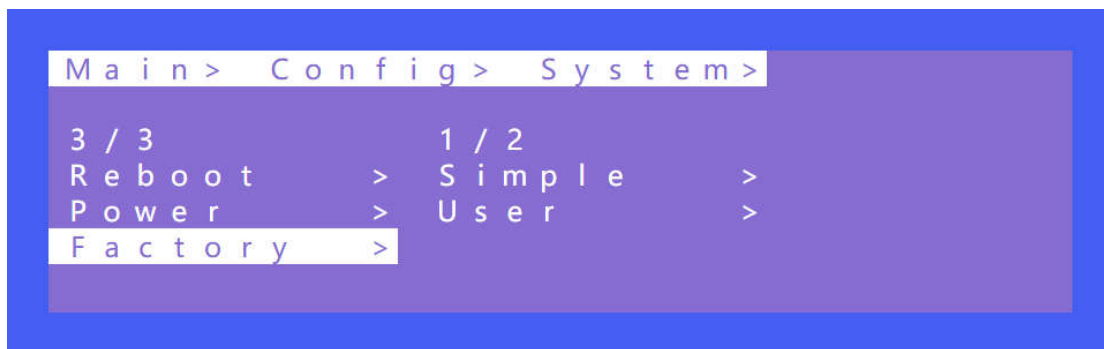 Main> Config> System>
3/3 1/2
Reboot > Simple >
Power > User >
Factory >